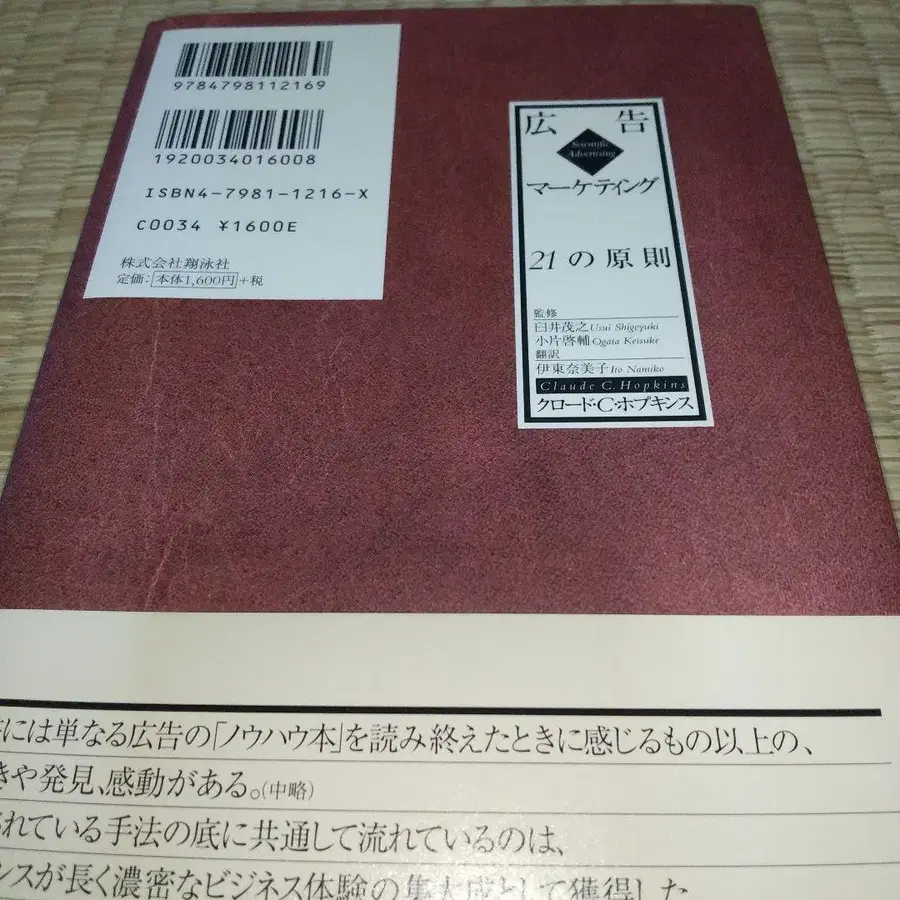 9784798112169
1920034016008
ISBN4-7981-1216-X
C0034 ¥1600E
株式会社翔泳社
定価：本体1,600円+税
広告
Scientific
Advertising
マーケティング
21の原則
監修
臼井茂之 Usui Shigeyuki
小片啓輔 Ogata Keisuke
翻訳
伊東奈美子 Ito Namiko
Claude C. Hopkins
クロード・C・ホプキンス
には単なる広告の「ノウハウ本」を読み終えたときに感じるもの以上の、
きや発見、感動がある。(中略)
れている手法の底に共通して流れているのは、
ンスが長く濃密なビジネス体験の集大成として獲得した